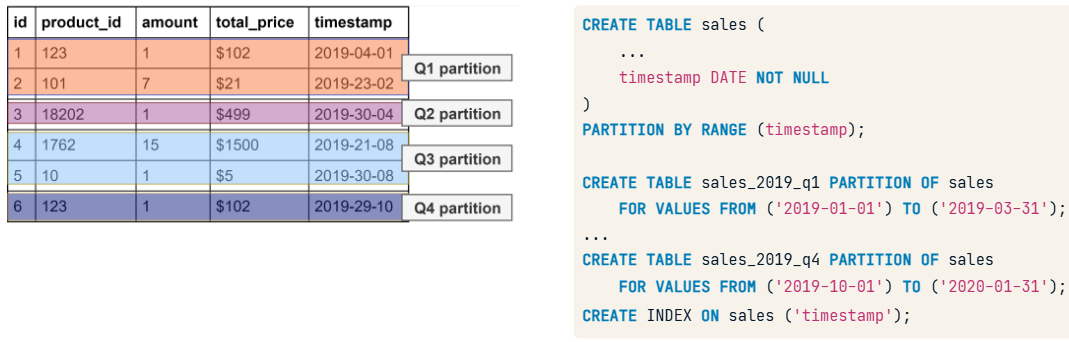 id product_id amount total_price timestamp
1 123 1 $102 2019-04-01
Q1 partition
2 101 7 $21 2019-23-02
3 18202 1 $499 2019-30-04
Q2 partition
4 1762 15 $1500 2019-21-08
Q3 partition
5 10 1 $5 2019-30-08
6 123 1 $102 2019-29-10
Q4 partition
CREATE TABLE sales (
...
timestamp DATE NOT NULL
)
PARTITION BY RANGE (timestamp);
CREATE TABLE sales_2019_q1 PARTITION OF sales
FOR VALUES FROM ('2019-01-01') TO ('2019-03-31');
...
CREATE TABLE sales_2019_q4 PARTITION OF sales
FOR VALUES FROM ('2019-10-01') TO ('2020-01-31');
CREATE INDEX ON sales ('timestamp');